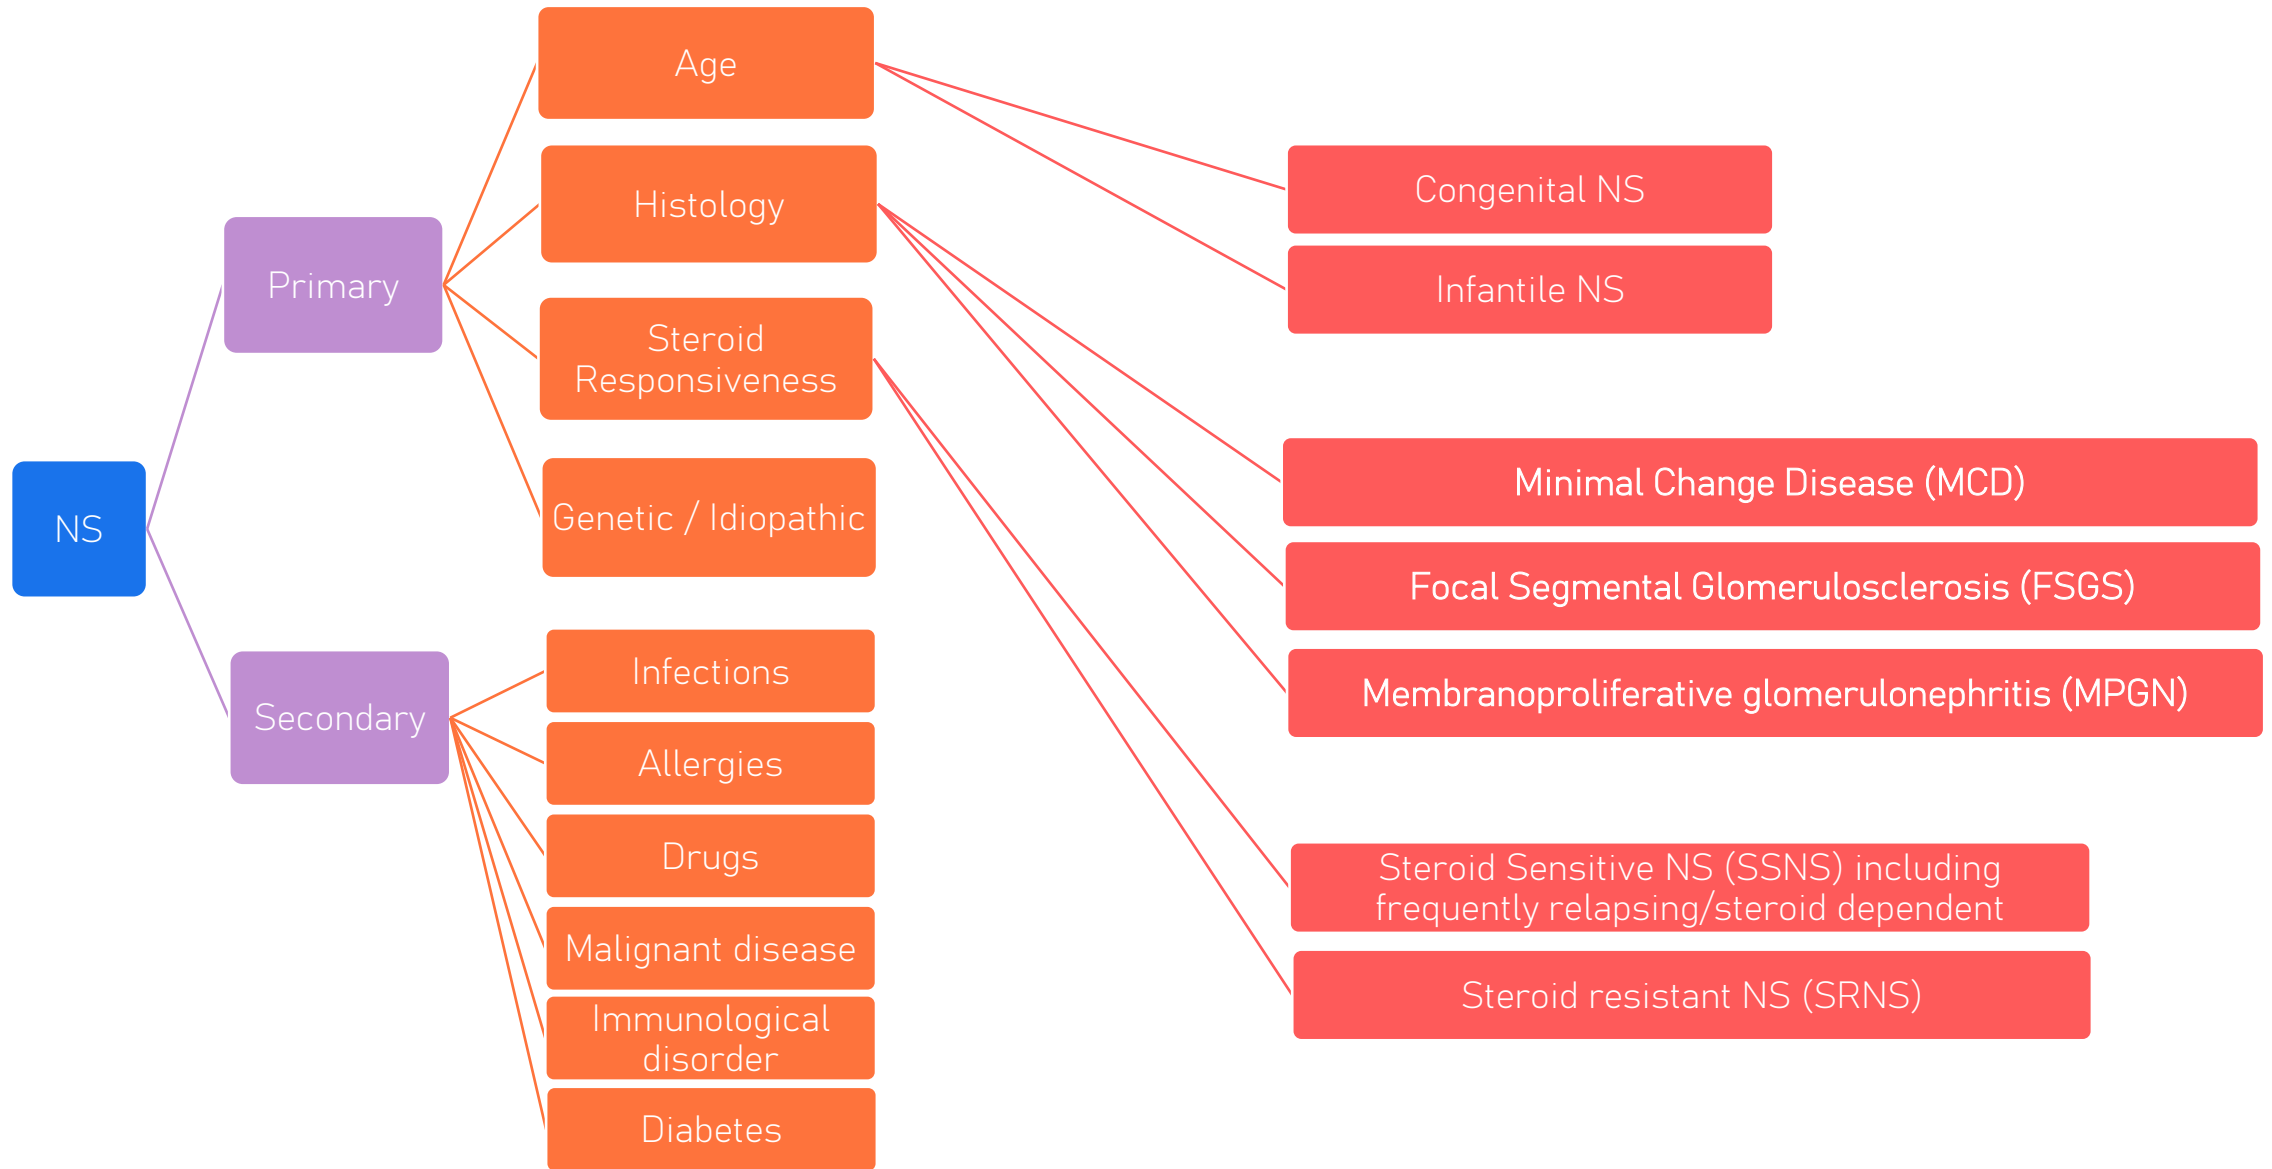 NS
Primary
Secondary
Age
Histology
Steroid
Responsiveness
Genetic / Idiopathic
Infections
Allergies
Drugs
Malignant disease
Immunological
disorder
Diabetes
Congenital NS
Infantile NS
Minimal Change Disease (MCD)
Focal Segmental Glomerulosclerosis (FSGS)
Membranoproliferative glomerulonephritis (MPGN)
Steroid Sensitive NS (SSNS) including
frequently relapsing/steroid dependent
Steroid resistant NS (SRNS)